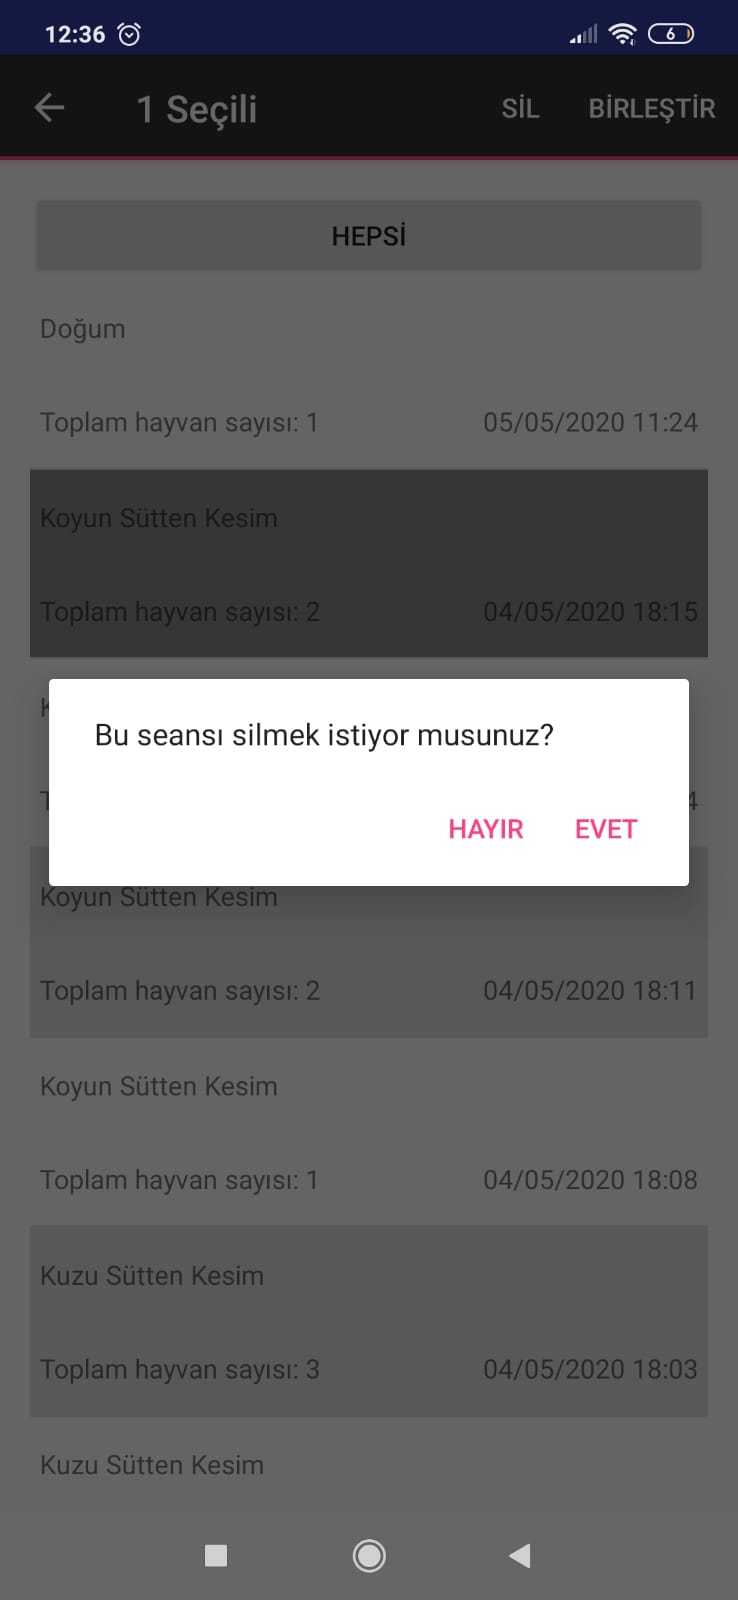 12:36
6
1 Seçili SİL BİRLEŞTİR
HEPSİ
Doğum
Toplam hayvan sayısı: 1 05/05/2020 11:24
Koyun Sütten Kesim
Toplam hayvan sayısı: 2 04/05/2020 18:15
Bu seansı silmek istiyor musunuz?
HAYIR EVET
Koyun Sütten Kesim
Toplam hayvan sayısı: 2 04/05/2020 18:11
Koyun Sütten Kesim
Toplam hayvan sayısı: 1 04/05/2020 18:08
Kuzu Sütten Kesim
Toplam hayvan sayısı: 3 04/05/2020 18:03
Kuzu Sütten Kesim